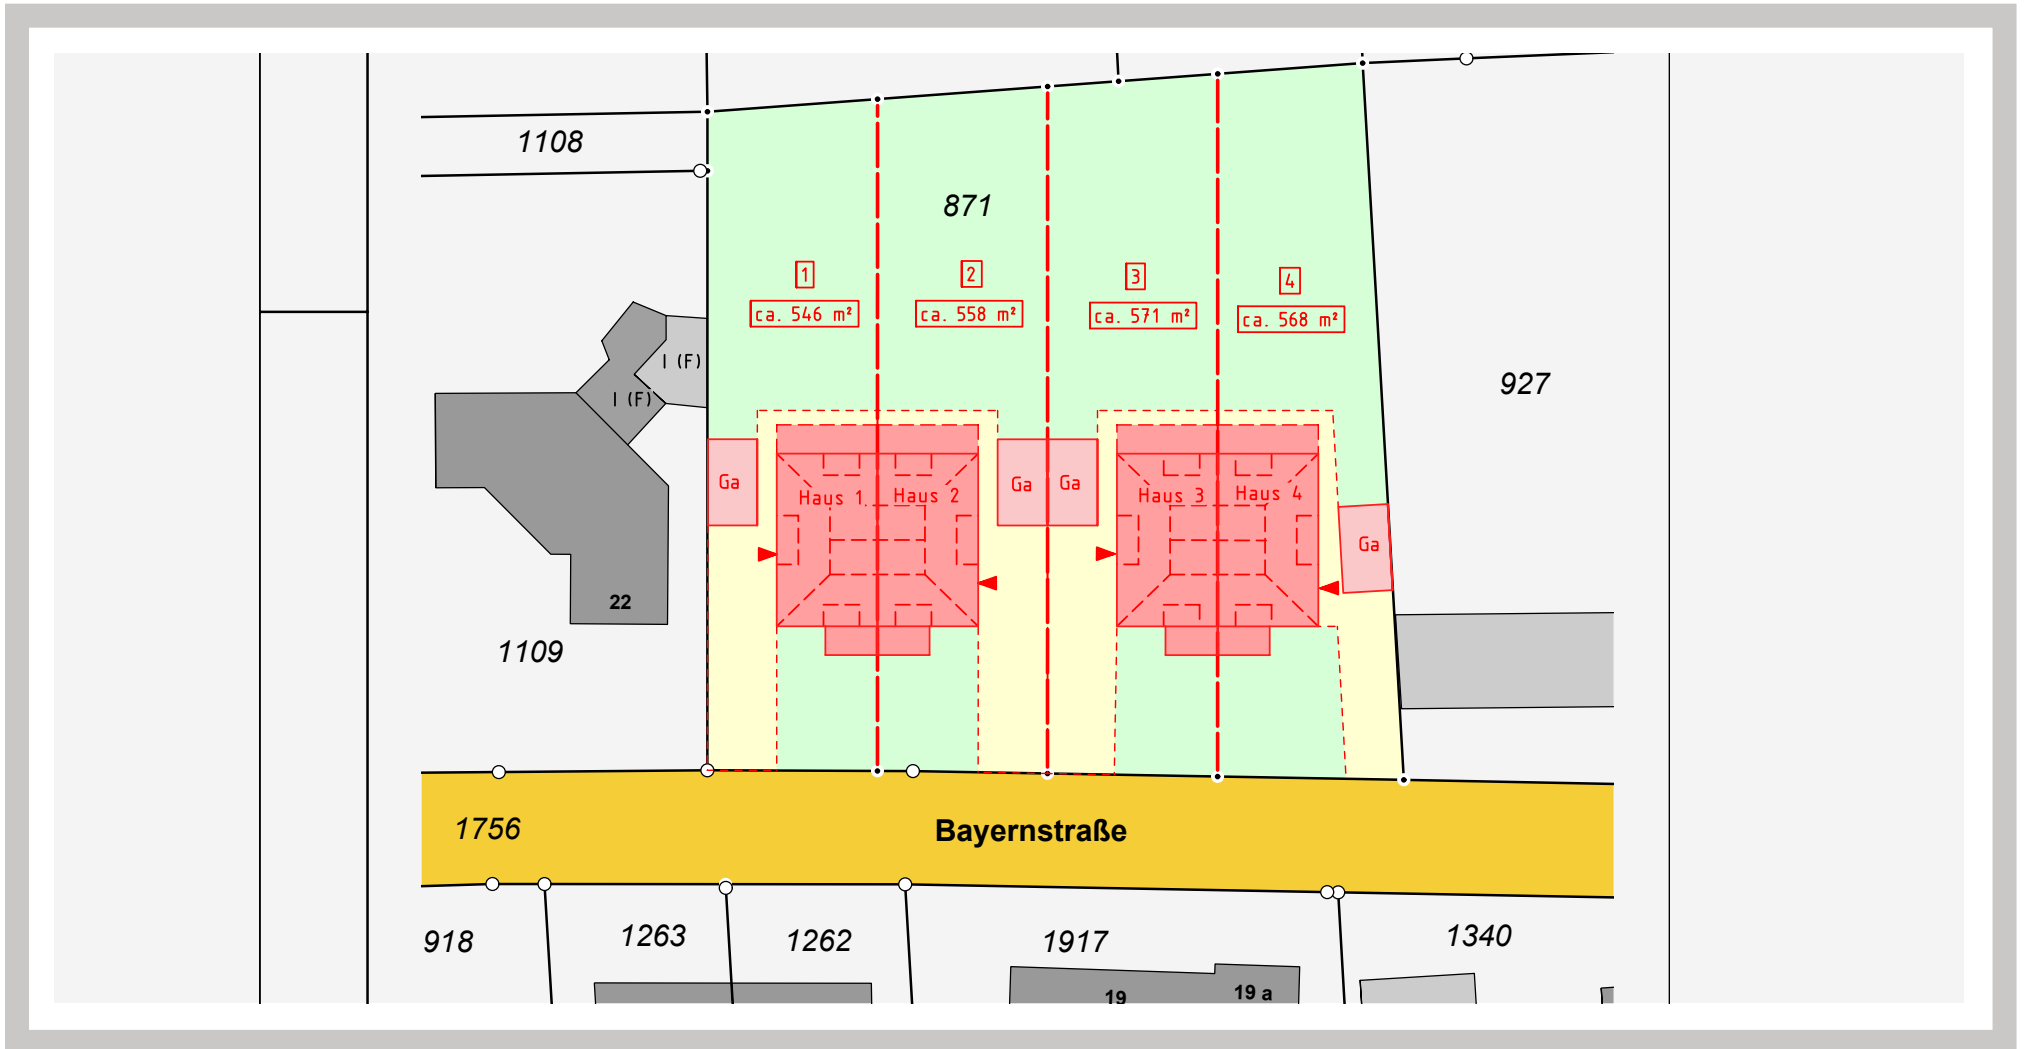 1108
871
1
2
3
4
ca. 546 m²
ca. 558 m²
ca. 571 m²
ca. 568 m²
I (F)
I (F)
927
Ga
Haus 1
Haus 2
Ga
Ga
Haus 3
Haus 4
Ga
22
1109
1756
Bayernstraße
918
1263
1262
1917
1340
19
19 a